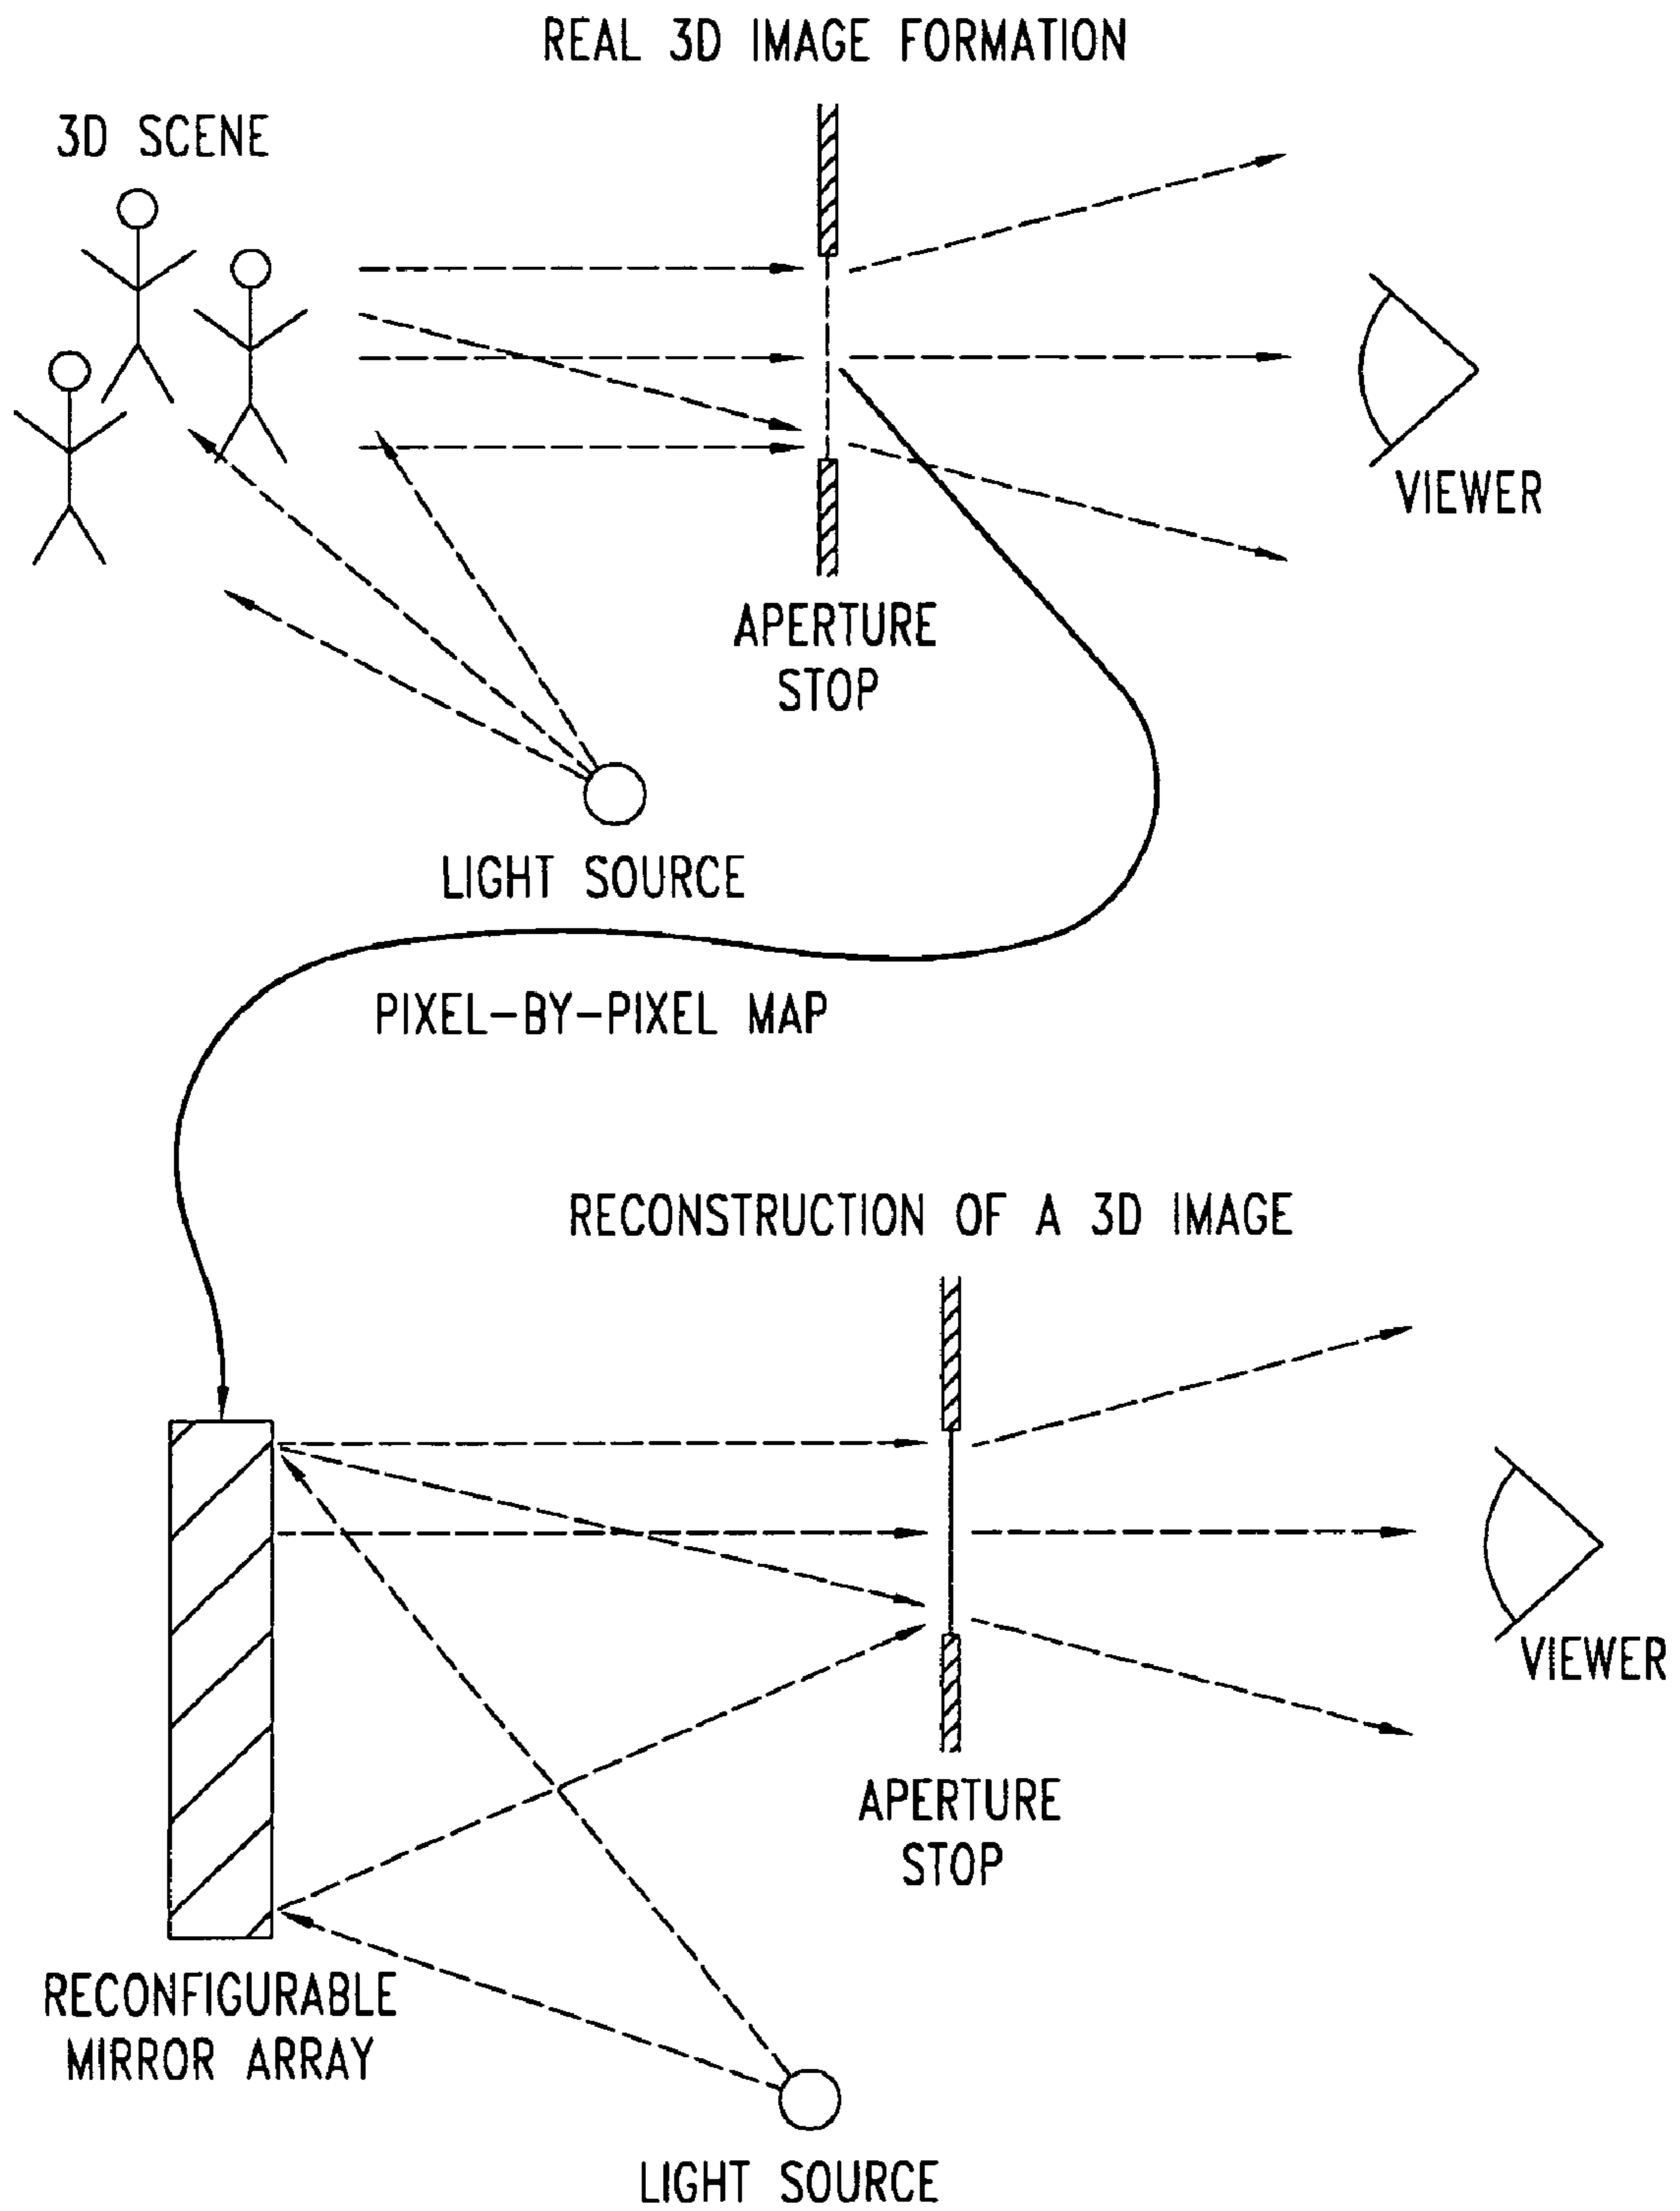 REAL 3D IMAGE FORMATION
3D SCENE
VIEWER
APERTURE
STOP
LIGHT SOURCE
PIXEL-BY-PIXEL MAP
RECONSTRUCTION OF A 3D IMAGE
VIEWER
APERTURE
STOP
RECONFIGURABLE
MIRROR ARRAY
LIGHT SOURCE